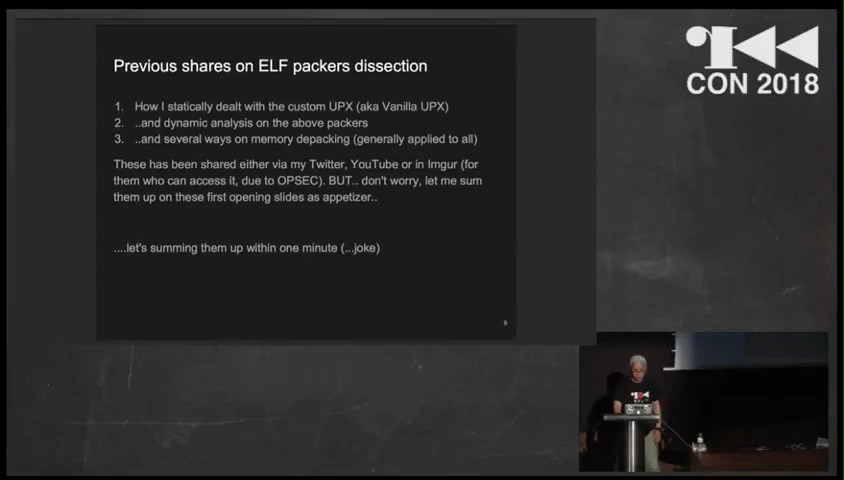 Previous shares on ELF packers dissection
1. How I statically dealt with the custom UPX (aka Vanilla UPX)
2. ..and dynamic analysis on the above packers
3. ..and several ways on memory depacking (generally applied to all)
These has been shared either via my Twitter, YouTube or in Imgur (for
them who can access it, due to OPSEC). BUT.. don't worry, let me sum
them up on these first opening slides as appetizer..
....let's summing them up within one minute (...joke)
9
CON 2018